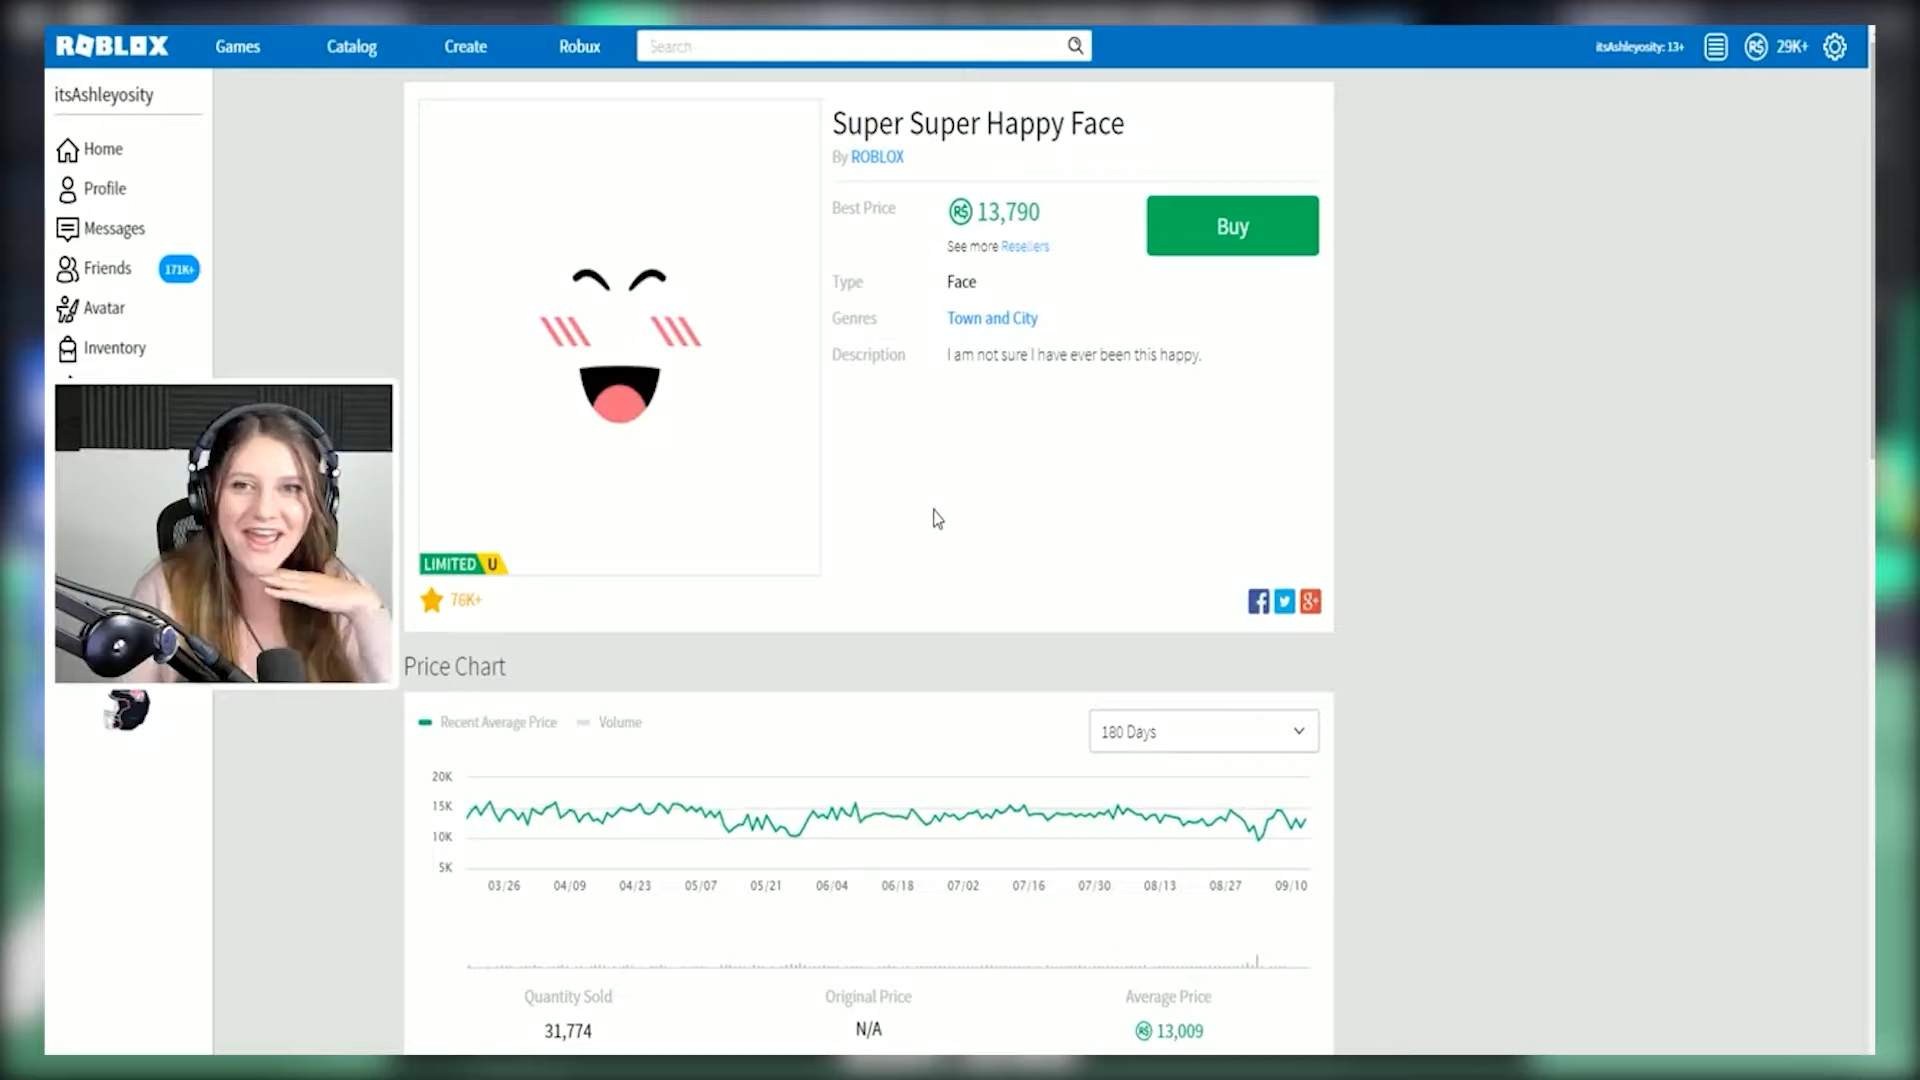 ROBLOX
Games
Catalog
Create
Robux
Search
itsAshleyosity: 13+
R$
29K+
itsAshleyosity
Home
Profile
Messages
Friends
171K+
Avatar
Inventory
Super Super Happy Face
By ROBLOX
Best Price
R$ 13,790
Buy
See more Resellers
Type
Face
Genres
Town and City
Description
I am not sure I have ever been this happy.
LIMITED U
76K+
f
g+
Price Chart
Recent Average Price
Volume
180 Days
20K
15K
10K
5K
03/26 04/09 04/23 05/07 05/21 06/04 06/18 07/02 07/16 07/30 08/13 08/27 09/10
Quantity Sold
Original Price
Average Price
31,774
N/A
R$ 13,009